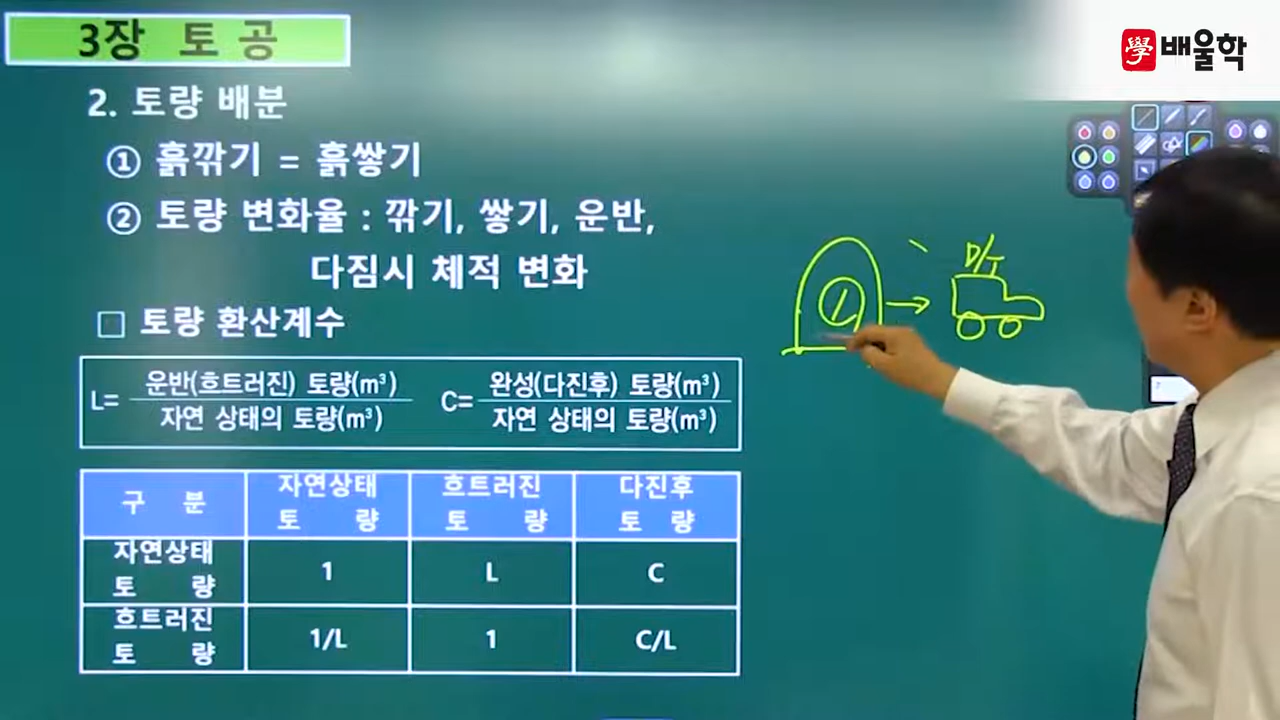 3장 토공
學 배울학
2. 토량 배분
① 흙깎기 = 흙쌓기
② 토량 변화율 : 깎기, 쌓기, 운반,
다짐시 체적 변화
□ 토량 환산계수
L= 운반(흐트러진) 토량(m³) / 자연 상태의 토량(m³) C= 완성(다진후) 토량(m³) / 자연 상태의 토량(m³)
구 분 자연상태 토 량 흐트러진 토 량 다진후 토 량
자연상태 토 량 1 L C
흐트러진 토 량 1/L 1 C/L
1
D/T